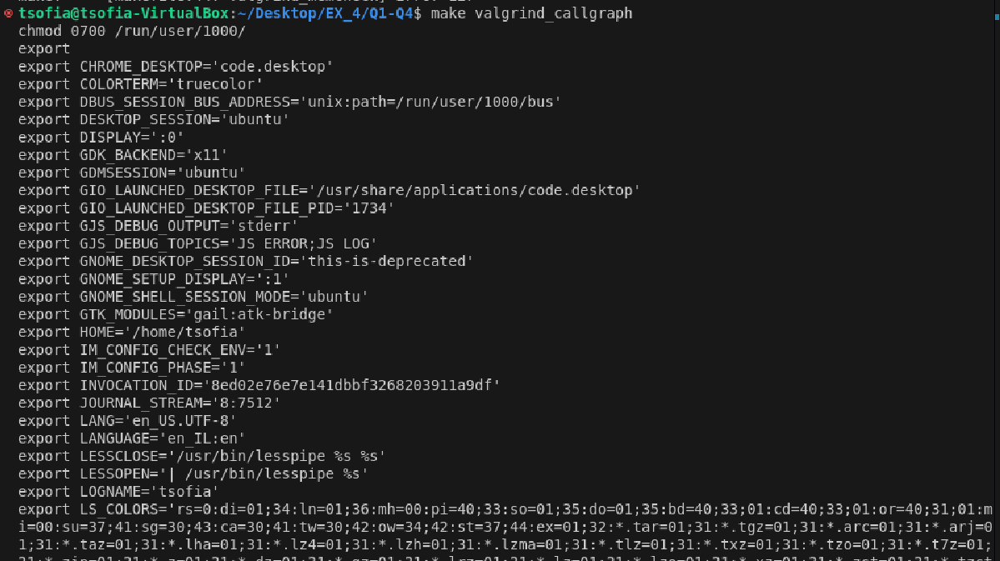 tsofia@tsofia-VirtualBox:~/Desktop/EX_4/Q1-Q4$ make valgrind_callgraph
chmod 0700 /run/user/1000/
export
export CHROME_DESKTOP='code.desktop'
export COLORTERM='truecolor'
export DBUS_SESSION_BUS_ADDRESS='unix:path=/run/user/1000/bus'
export DESKTOP_SESSION='ubuntu'
export DISPLAY=':0'
export GDK_BACKEND='x11'
export GDMSESSION='ubuntu'
export GIO_LAUNCHED_DESKTOP_FILE='/usr/share/applications/code.desktop'
export GIO_LAUNCHED_DESKTOP_FILE_PID='1734'
export GJS_DEBUG_OUTPUT='stderr'
export GJS_DEBUG_TOPICS='JS ERROR;JS LOG'
export GNOME_DESKTOP_SESSION_ID='this-is-deprecated'
export GNOME_SETUP_DISPLAY=':1'
export GNOME_SHELL_SESSION_MODE='ubuntu'
export GTK_MODULES='gail:atk-bridge'
export HOME='/home/tsofia'
export IM_CONFIG_CHECK_ENV='1'
export IM_CONFIG_PHASE='1'
export INVOCATION_ID='8ed02e76e7e141dbbf3268203911a9df'
export JOURNAL_STREAM='8:7512'
export LANG='en_US.UTF-8'
export LANGUAGE='en_IL:en'
export LESSCLOSE='/usr/bin/lesspipe %s %s'
export LESSOPEN='| /usr/bin/lesspipe %s'
export LOGNAME='tsofia'
export LS_COLORS='rs=0:di=01;34:ln=01;36:mh=00:pi=40;33:so=01;35:do=01;35:bd=40;33;01:cd=40;33;01:or=40;31;01:m
i=00:su=37;41:sg=30;43:ca=30;41:tw=30;42:ow=34;42:st=37;44:ex=01;32:*.tar=01;31:*.tgz=01;31:*.arc=01;31:*.arj=0
1;31:*.taz=01;31:*.lha=01;31:*.lz4=01;31:*.lzh=01;31:*.lzma=01;31:*.tlz=01;31:*.txz=01;31:*.tzo=01;31:*.t7z=01;